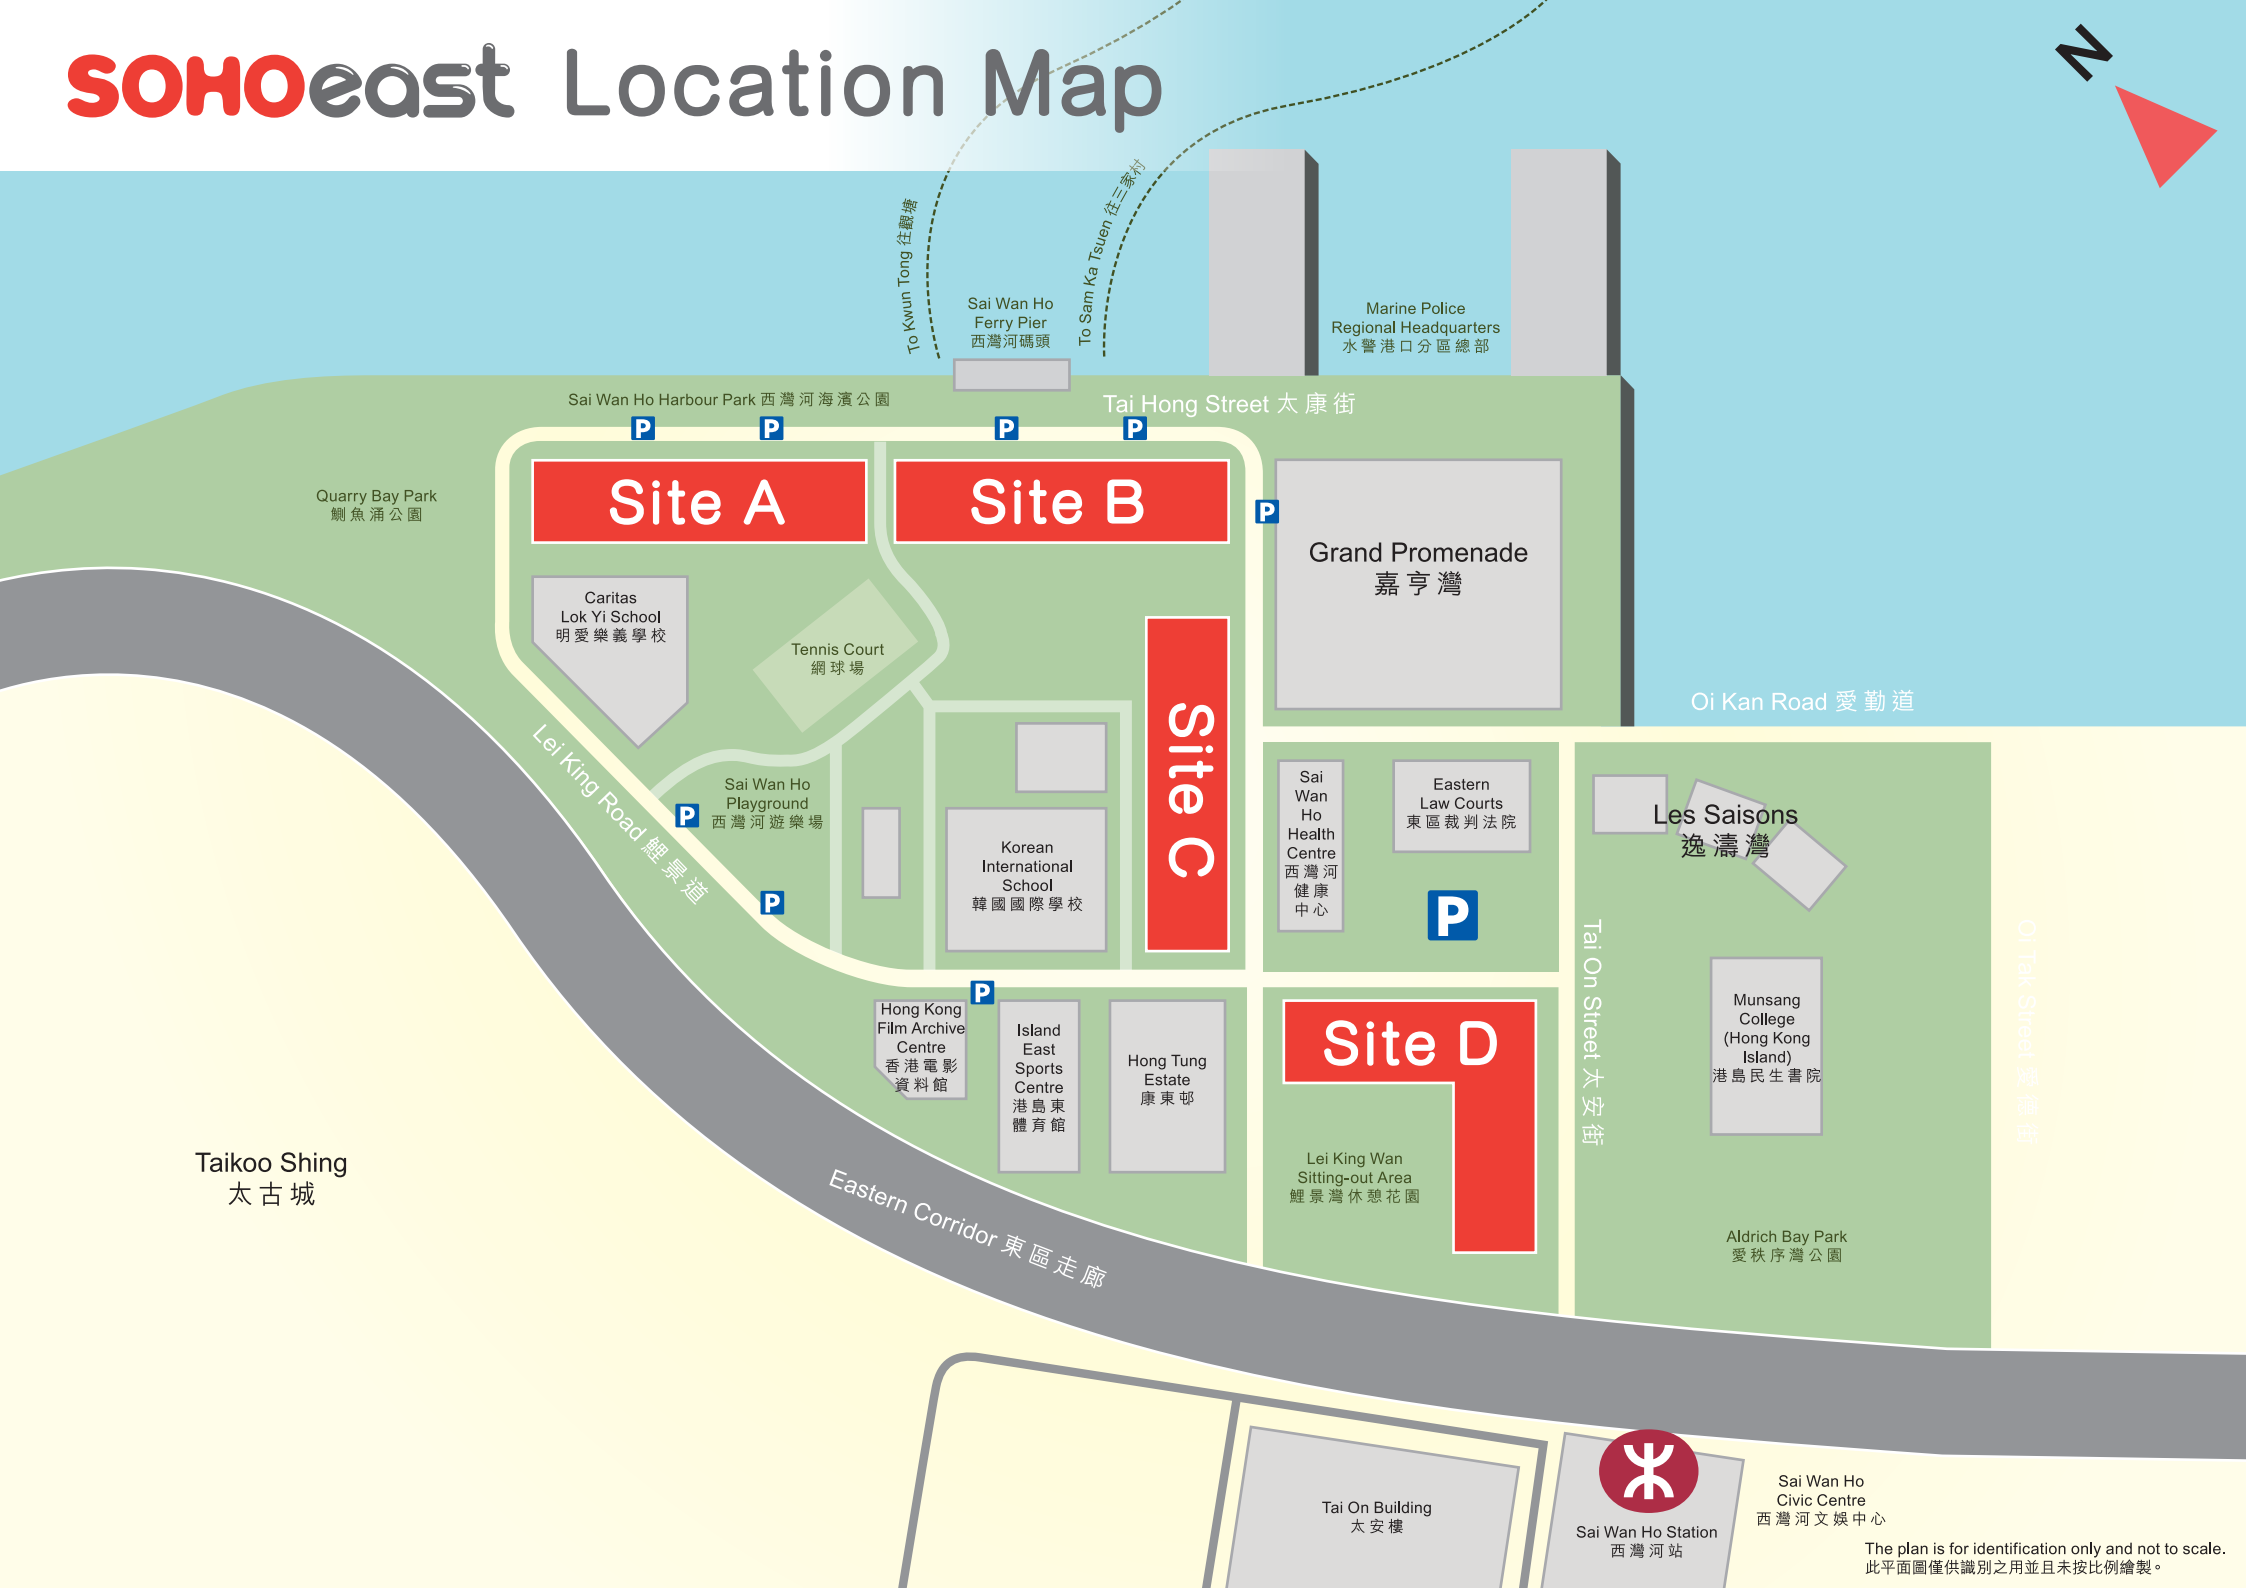 SOHOeast Location Map
N
To Kwun Tong 往觀塘
To Sam Ka Tsuen 往三家村
Sai Wan Ho
Ferry Pier
西灣河碼頭
Marine Police
Regional Headquarters
水警港口分區總部
Sai Wan Ho Harbour Park 西灣河海濱公園
Tai Hong Street 太康街
P
P
P
P
Quarry Bay Park
鰂魚涌公園
Site A
Site B
P
Grand Promenade
嘉亨灣
Caritas
Lok Yi School
明愛樂義學校
Tennis Court
網球場
Site C
Oi Kan Road 愛勤道
Lei King Road 鯉景道
Sai Wan Ho
Playground
西灣河遊樂場
P
P
Korean
International
School
韓國國際學校
Sai
Wan
Ho
Health
Centre
西灣河
健康
中心
Eastern
Law Courts
東區裁判法院
P
Les Saisons
逸濤灣
Tai On Street 太安街
Oi Tak Street 愛德街
Munsang
College
(Hong Kong
Island)
港島民生書院
P
Hong Kong
Film Archive
Centre
香港電影
資料館
Island
East
Sports
Centre
港島東
體育館
Hong Tung
Estate
康東邨
Site D
Lei King Wan
Sitting-out Area
鯉景灣休憩花園
Aldrich Bay Park
愛秩序灣公園
Taikoo Shing
太古城
Eastern Corridor 東區走廊
Tai On Building
太安樓
Sai Wan Ho Station
西灣河站
Sai Wan Ho
Civic Centre
西灣河文娛中心
The plan is for identification only and not to scale.
此平面圖僅供識別之用並且未按比例繪製。